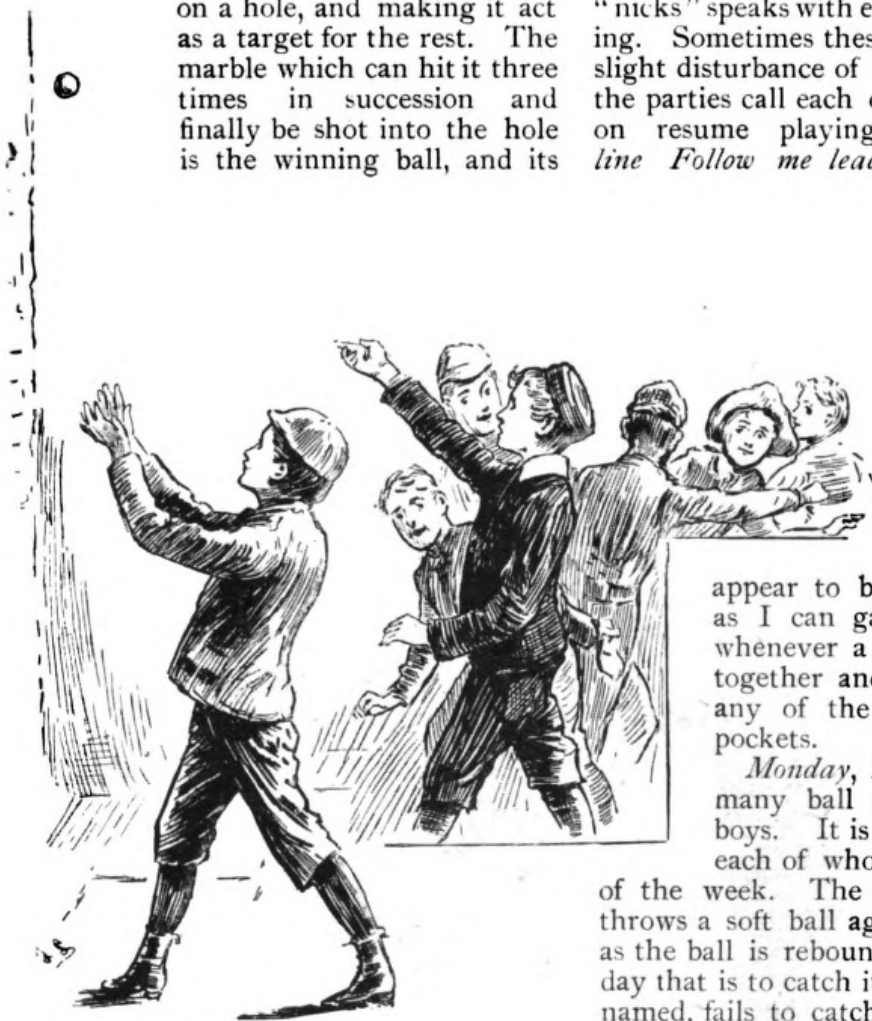 on a hole, and making it act
as a target for the rest. The
marble which can hit it three
times in succession and
finally be shot into the hole
is the winning ball, and its
"nicks" speaks with e
ing. Sometimes thes
slight disturbance of
the parties call each
on resume playing
line Follow me lead
appear to b
as I can ga
whenever a
together and
any of the
pockets.
Monday,
many ball
boys. It is
each of who
of the week. The
throws a soft ball ag
as the ball is reboun
day that is to catch i
named, fails to catch